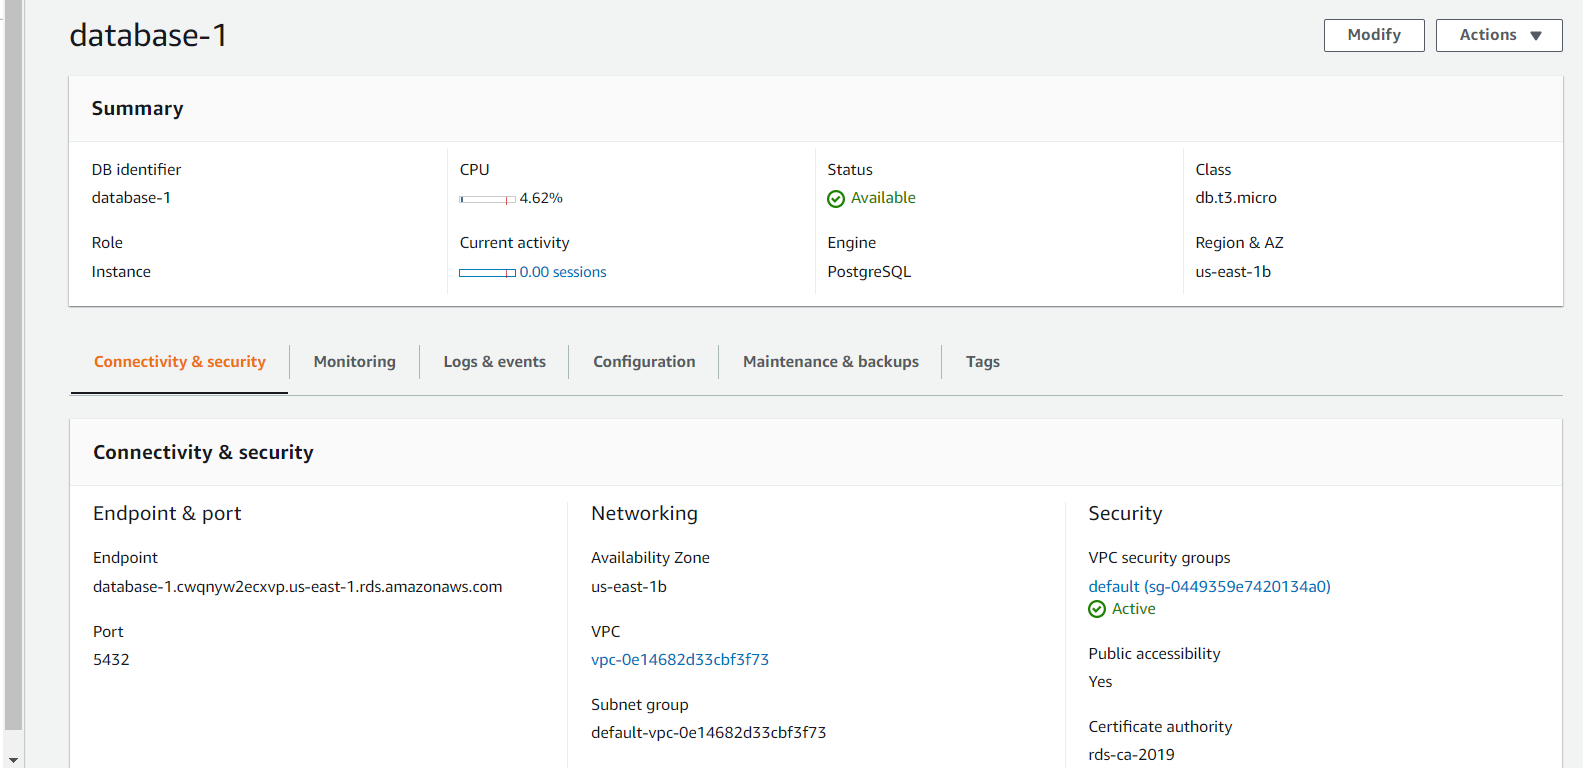 database-1
Modify
Actions
Summary
DB identifier
database-1
CPU
4.62%
Status
Available
Class
db.t3.micro
Role
Instance
Current activity
0.00 sessions
Engine
PostgreSQL
Region & AZ
us-east-1b
Connectivity & security
Monitoring
Logs & events
Configuration
Maintenance & backups
Tags
Connectivity & security
Endpoint & port
Endpoint
database-1.cwqnyw2ecxvp.us-east-1.rds.amazonaws.com
Port
5432
Networking
Availability Zone
us-east-1b
VPC
vpc-0e14682d33cbf3f73
Subnet group
default-vpc-0e14682d33cbf3f73
Security
VPC security groups
default (sg-0449359e7420134a0)
Active
Public accessibility
Yes
Certificate authority
rds-ca-2019